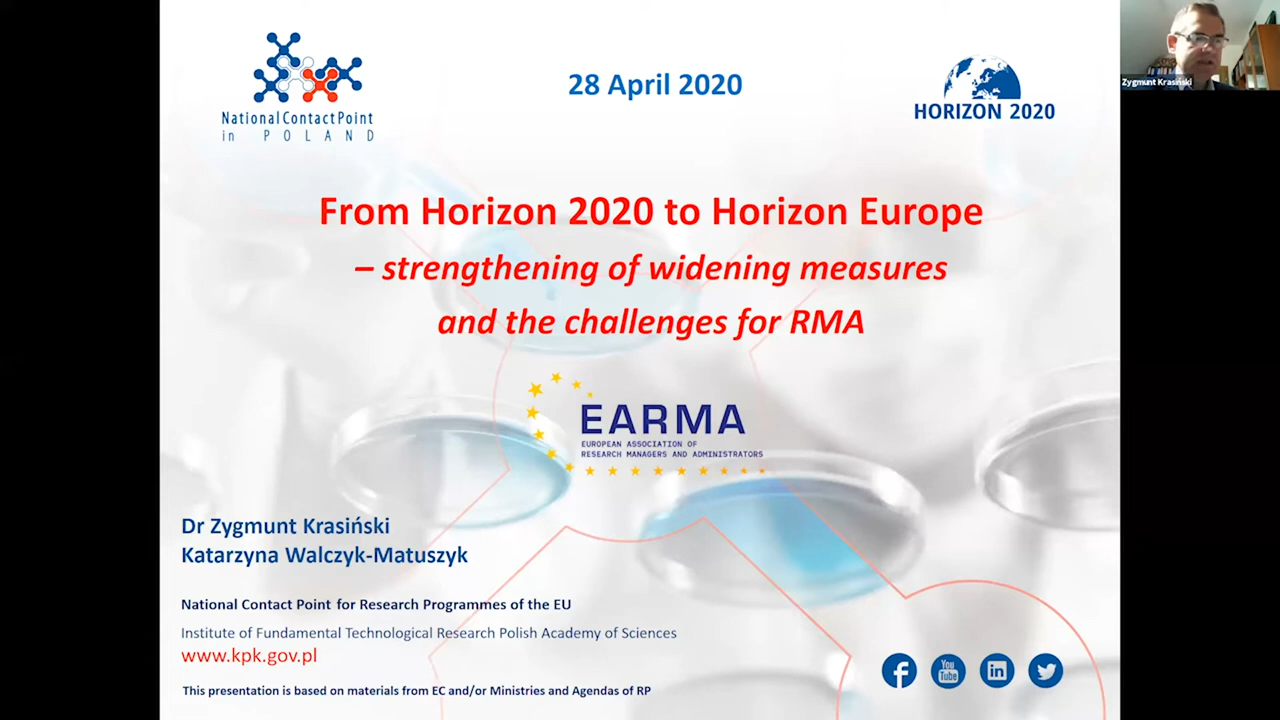 National Contact Point
in POLAND
28 April 2020
HORIZON 2020
Zygmunt Krasiński
From Horizon 2020 to Horizon Europe
– strengthening of widening measures
and the challenges for RMA
EARMA
EUROPEAN ASSOCIATION OF
RESEARCH MANAGERS AND ADMINISTRATORS
Dr Zygmunt Krasiński
Katarzyna Walczyk-Matuszyk
National Contact Point for Research Programmes of the EU
Institute of Fundamental Technological Research Polish Academy of Sciences
www.kpk.gov.pl
This presentation is based on materials from EC and/or Ministries and Agendas of RP
f
You
Tube
in